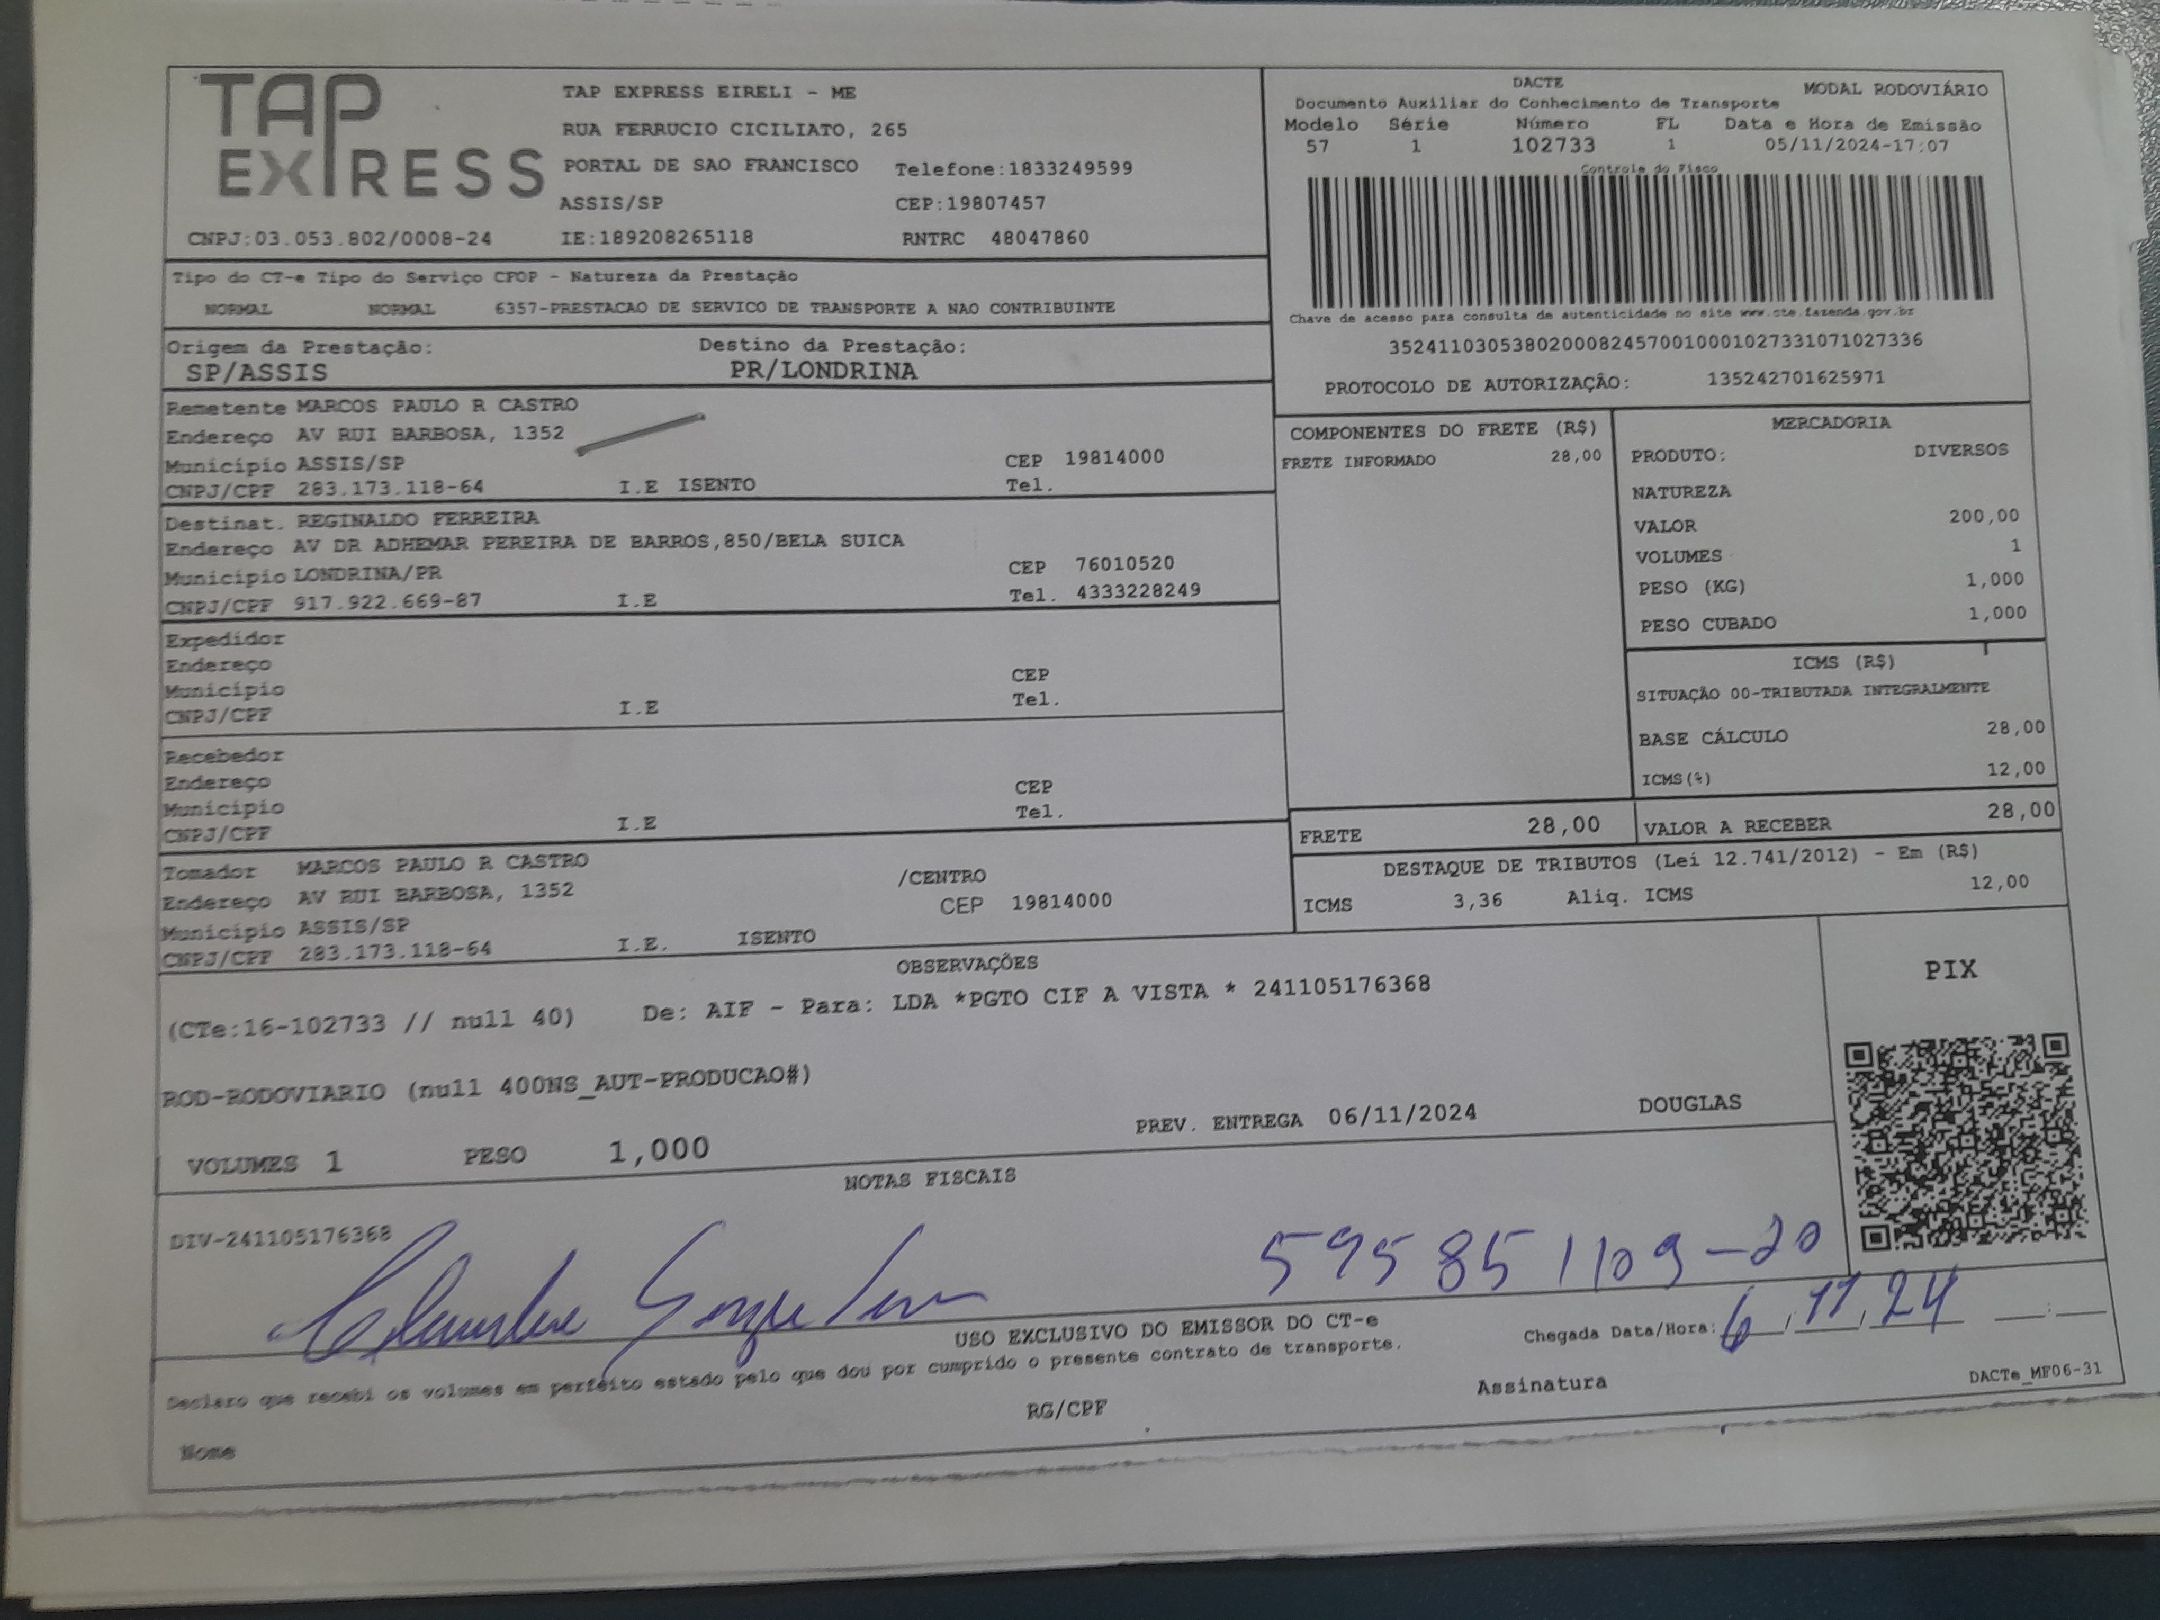 TAP EXPRESS
TAP EXPRESS EIRELI - ME
RUA FERRUCIO CICILIATO, 265
PORTAL DE SAO FRANCISCO Telefone:1833249599
ASSIS/SP CEP:19807457
CNPJ:03.053.802/0008-24 IE:189208265118 RNTRC 48047860
DACTE MODAL RODOVIÁRIO
Documento Auxiliar do Conhecimento de Transporte
Modelo Série Número FL Data e Hora de Emissão
57 1 102733 1 05/11/2024-17:07
Controle do Fisco
Chave de acesso para consulta de autenticidade no site www.cte.fazenda.gov.br
35241103053802000824570010001027331071027336
PROTOCOLO DE AUTORIZAÇÃO: 135242701625971
Tipo do CT-e Tipo do Serviço CFOP - Natureza da Prestação
NORMAL NORMAL 6357-PRESTACAO DE SERVICO DE TRANSPORTE A NAO CONTRIBUINTE
Origem da Prestação: Destino da Prestação:
SP/ASSIS PR/LONDRINA
Remetente MARCOS PAULO R CASTRO
Endereço AV RUI BARBOSA, 1352
Município ASSIS/SP CEP 19814000
CNPJ/CPF 283.173.118-64 I.E ISENTO Tel.
Destinat. REGINALDO FERREIRA
Endereço AV DR ADHEMAR PEREIRA DE BARROS,850/BELA SUICA
Município LONDRINA/PR CEP 76010520
CNPJ/CPF 917.922.669-87 I.E Tel. 4333228249
Expedidor
Endereço CEP
Município Tel.
CNPJ/CPF I.E
Recebedor
Endereço CEP
Município Tel.
CNPJ/CPF I.E
Tomador MARCOS PAULO R CASTRO /CENTRO
Endereço AV RUI BARBOSA, 1352 CEP 19814000
Município ASSIS/SP
CNPJ/CPF 283.173.118-64 I.E. ISENTO
COMPONENTES DO FRETE (R$)
FRETE INFORMADO 28,00
MERCADORIA
PRODUTO: DIVERSOS
NATUREZA
VALOR 200,00
VOLUMES 1
PESO (KG) 1,000
PESO CUBADO 1,000
ICMS (R$)
SITUAÇÃO 00-TRIBUTADA INTEGRALMENTE
BASE CÁLCULO 28,00
ICMS(%) 12,00
FRETE 28,00 VALOR A RECEBER 28,00
DESTAQUE DE TRIBUTOS (Lei 12.741/2012) - Em (R$)
ICMS 3,36 Aliq. ICMS 12,00
OBSERVAÇÕES
(CTe:16-102733 // null 40) De: AIF - Para: LDA *PGTO CIF A VISTA * 241105176368
ROD-RODOVIARIO (null 400NS_AUT-PRODUCAO#)
PREV. ENTREGA 06/11/2024 DOUGLAS
VOLUMES 1 PESO 1,000
PIX
NOTAS FISCAIS
DIV-241105176368
595851109-20
USO EXCLUSIVO DO EMISSOR DO CT-e
Chegada Data/Hora: 6, 11, 24 :
Declaro que recebi os volumes em perfeito estado pelo que dou por cumprido o presente contrato de transporte.
Nome RG/CPF Assinatura
DACTe_MF06-31